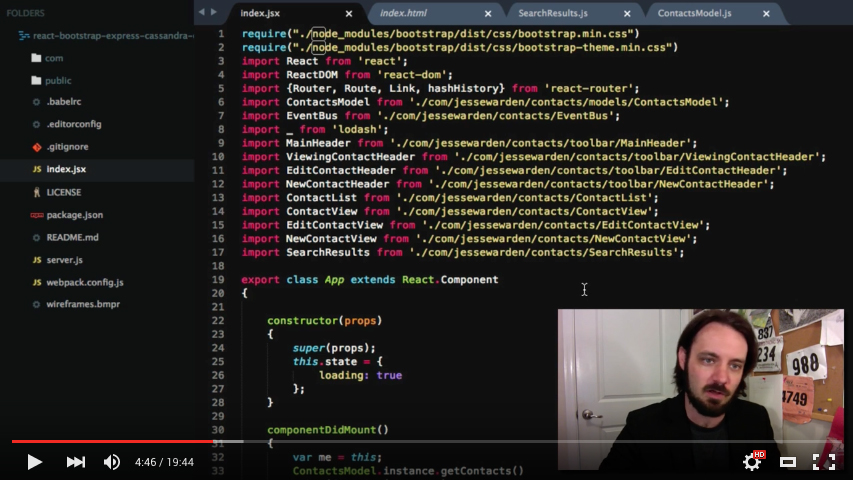 FOLDERS
react-bootstrap-express-cassandra-
com
public
.babelrc
.editorconfig
.gitignore
index.jsx
LICENSE
package.json
README.md
server.js
webpack.config.js
wireframes.bmpr
index.jsx
index.html
SearchResults.js
ContactsModel.js
1 require("./node_modules/bootstrap/dist/css/bootstrap.min.css")
2 require("./node_modules/bootstrap/dist/css/bootstrap-theme.min.css")
3 import React from 'react';
4 import ReactDOM from 'react-dom';
5 import {Router, Route, Link, hashHistory} from 'react-router';
6 import ContactsModel from './com/jessewarden/contacts/models/ContactsModel';
7 import EventBus from './com/jessewarden/contacts/EventBus';
8 import _ from 'lodash';
9 import MainHeader from './com/jessewarden/contacts/toolbar/MainHeader';
10 import ViewingContactHeader from './com/jessewarden/contacts/toolbar/ViewingContactHeader';
11 import EditContactHeader from './com/jessewarden/contacts/toolbar/EditContactHeader';
12 import NewContactHeader from './com/jessewarden/contacts/toolbar/NewContactHeader';
13 import ContactList from './com/jessewarden/contacts/ContactList';
14 import ContactView from './com/jessewarden/contacts/ContactView';
15 import EditContactView from './com/jessewarden/contacts/EditContactView';
16 import NewContactView from './com/jessewarden/contacts/NewContactView';
17 import SearchResults from './com/jessewarden/contacts/SearchResults';
18
19 export class App extends React.Component
20 {
21
22 constructor(props)
23 {
24 super(props);
25 this.state = {
26 loading: true
27 };
28 }
29
30 componentDidMount()
31 {
32 var me = this;
33 ContactsModel.instance.getContacts()
837
234
980
4749
4:46 / 19:44
HD